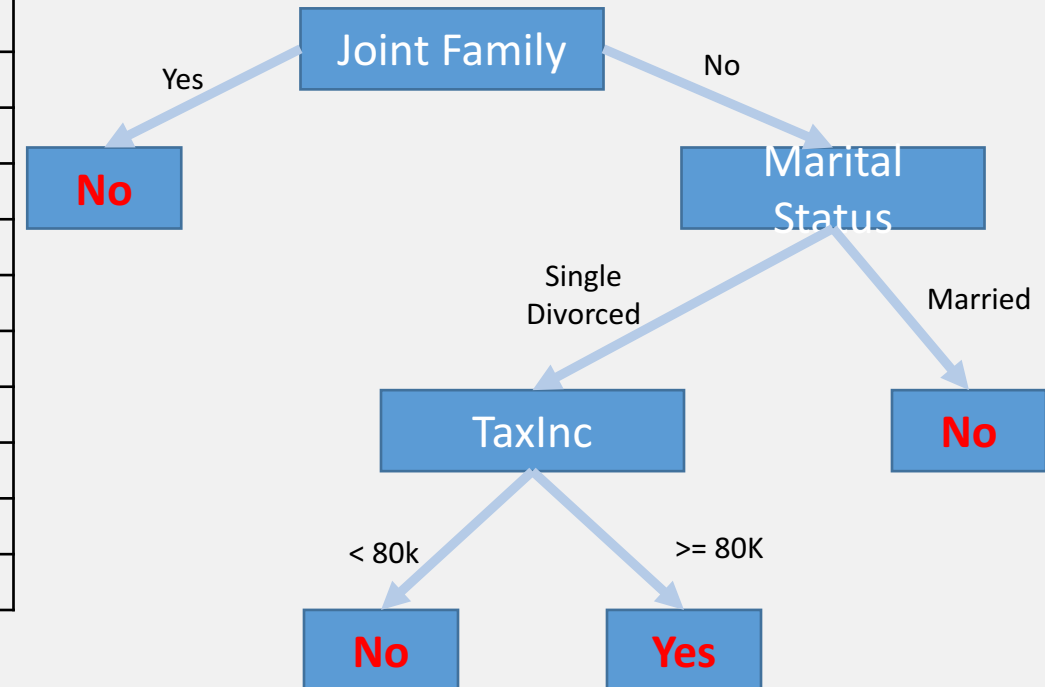 Joint Family
Yes
No
No
Marital
Status
Single
Divorced
Married
TaxInc
No
< 80k
>= 80K
No
Yes